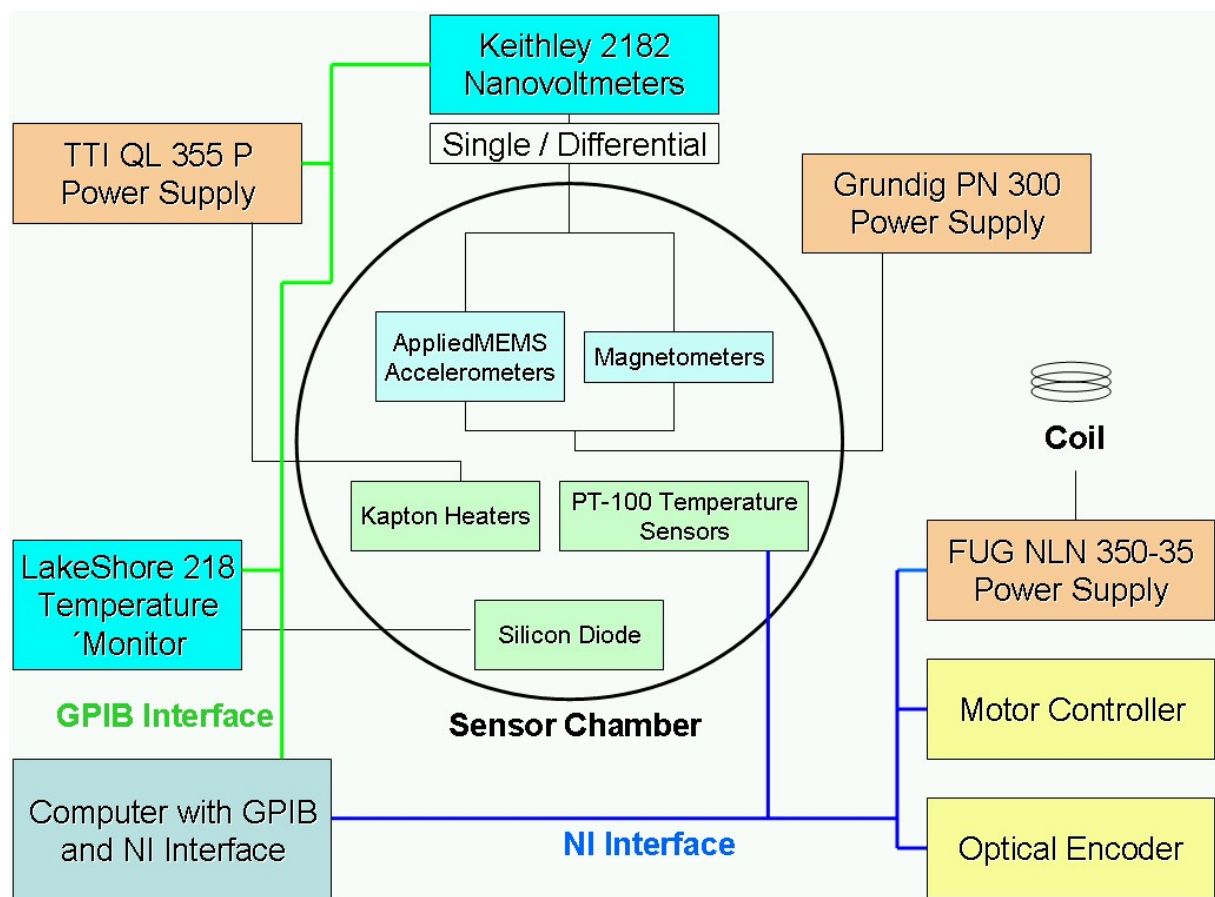 Keithley 2182
Nanovoltmeters
Single / Differential
TTI QL 355 P
Power Supply
Grundig PN 300
Power Supply
AppliedMEMS
Accelerometers
Magnetometers
Coil
Kapton Heaters
PT-100 Temperature
Sensors
FUG NLN 350-35
Power Supply
LakeShore 218
Temperature
´Monitor
Silicon Diode
GPIB Interface
Sensor Chamber
Motor Controller
Computer with GPIB
and NI Interface
NI Interface
Optical Encoder